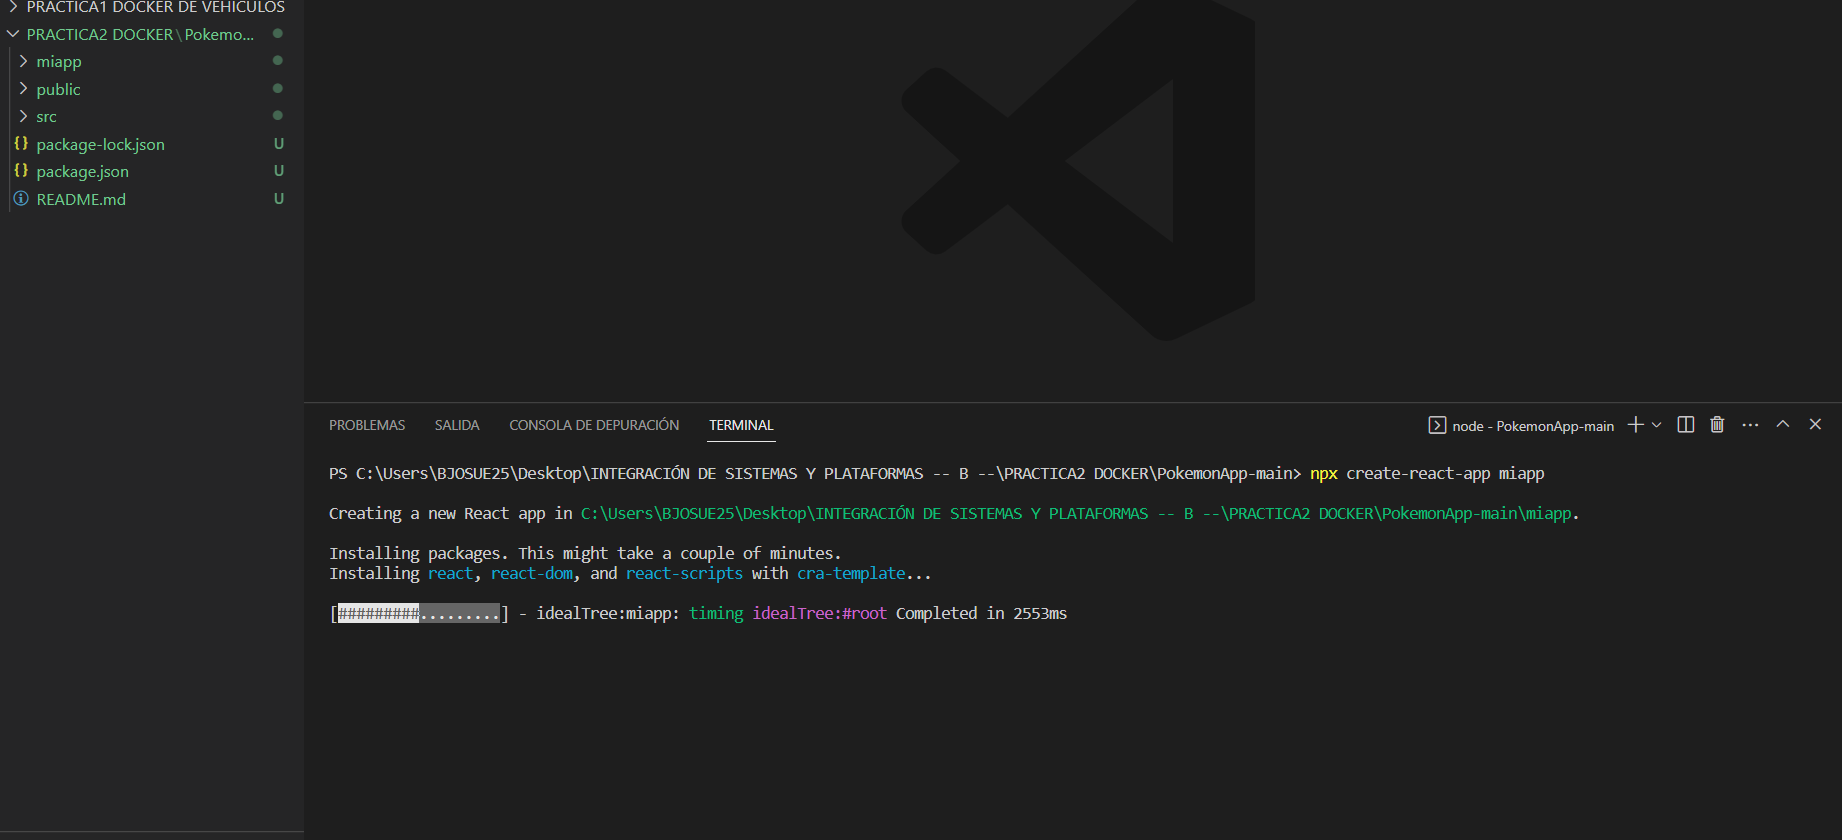 PRACTICA1 DOCKER DE VEHICULOS
PRACTICA2 DOCKER\Pokemo...
miapp
public
src
package-lock.json U
package.json U
README.md U
PROBLEMAS SALIDA CONSOLA DE DEPURACIÓN TERMINAL node - PokemonApp-main
PS C:\Users\BJOSUE25\Desktop\INTEGRACIÓN DE SISTEMAS Y PLATAFORMAS -- B --\PRACTICA2 DOCKER\PokemonApp-main> npx create-react-app miapp
Creating a new React app in C:\Users\BJOSUE25\Desktop\INTEGRACIÓN DE SISTEMAS Y PLATAFORMAS -- B --\PRACTICA2 DOCKER\PokemonApp-main\miapp.
Installing packages. This might take a couple of minutes.
Installing react, react-dom, and react-scripts with cra-template...
[#########.........] - idealTree:miapp: timing idealTree:#root Completed in 2553ms